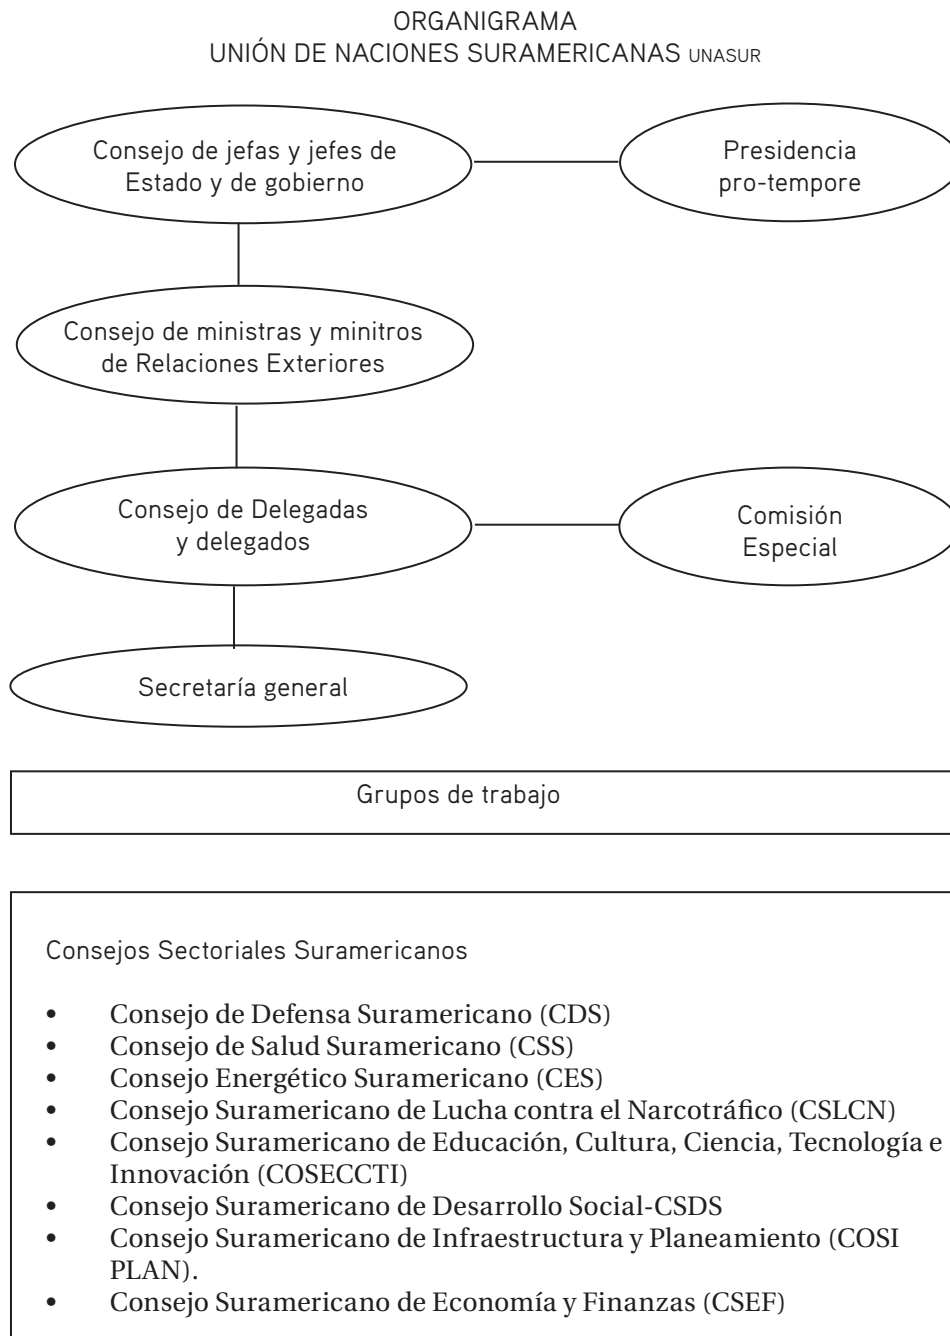 ORGANIGRAMA
UNIÓN DE NACIONES SURAMERICANAS UNASUR
Consejo de jefas y jefes de
Estado y de gobierno
Presidencia
pro-tempore
Consejo de ministras y minitros
de Relaciones Exteriores
Consejo de Delegadas
y delegados
Comisión
Especial
Secretaría general
Grupos de trabajo
Consejos Sectoriales Suramericanos
• Consejo de Defensa Suramericano (CDS)
• Consejo de Salud Suramericano (CSS)
• Consejo Energético Suramericano (CES)
• Consejo Suramericano de Lucha contra el Narcotráfico (CSLCN)
• Consejo Suramericano de Educación, Cultura, Ciencia, Tecnología e
Innovación (COSECCTI)
• Consejo Suramericano de Desarrollo Social-CSDS
• Consejo Suramericano de Infraestructura y Planeamiento (COSI
PLAN).
• Consejo Suramericano de Economía y Finanzas (CSEF)